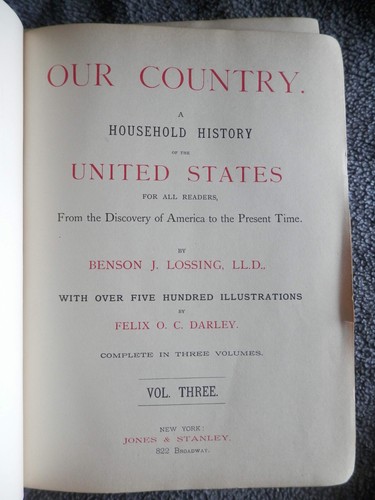 OUR COUNTRY.
A
HOUSEHOLD HISTORY
OF THE
UNITED STATES
FOR ALL READERS,
From the Discovery of America to the Present Time.
BY
BENSON J. LOSSING, LL.D.,
WITH OVER FIVE HUNDRED ILLUSTRATIONS
BY
FELIX O. C. DARLEY.
COMPLETE IN THREE VOLUMES.
VOL. THREE.
NEW YORK:
JONES & STANLEY,
822 BROADWAY.